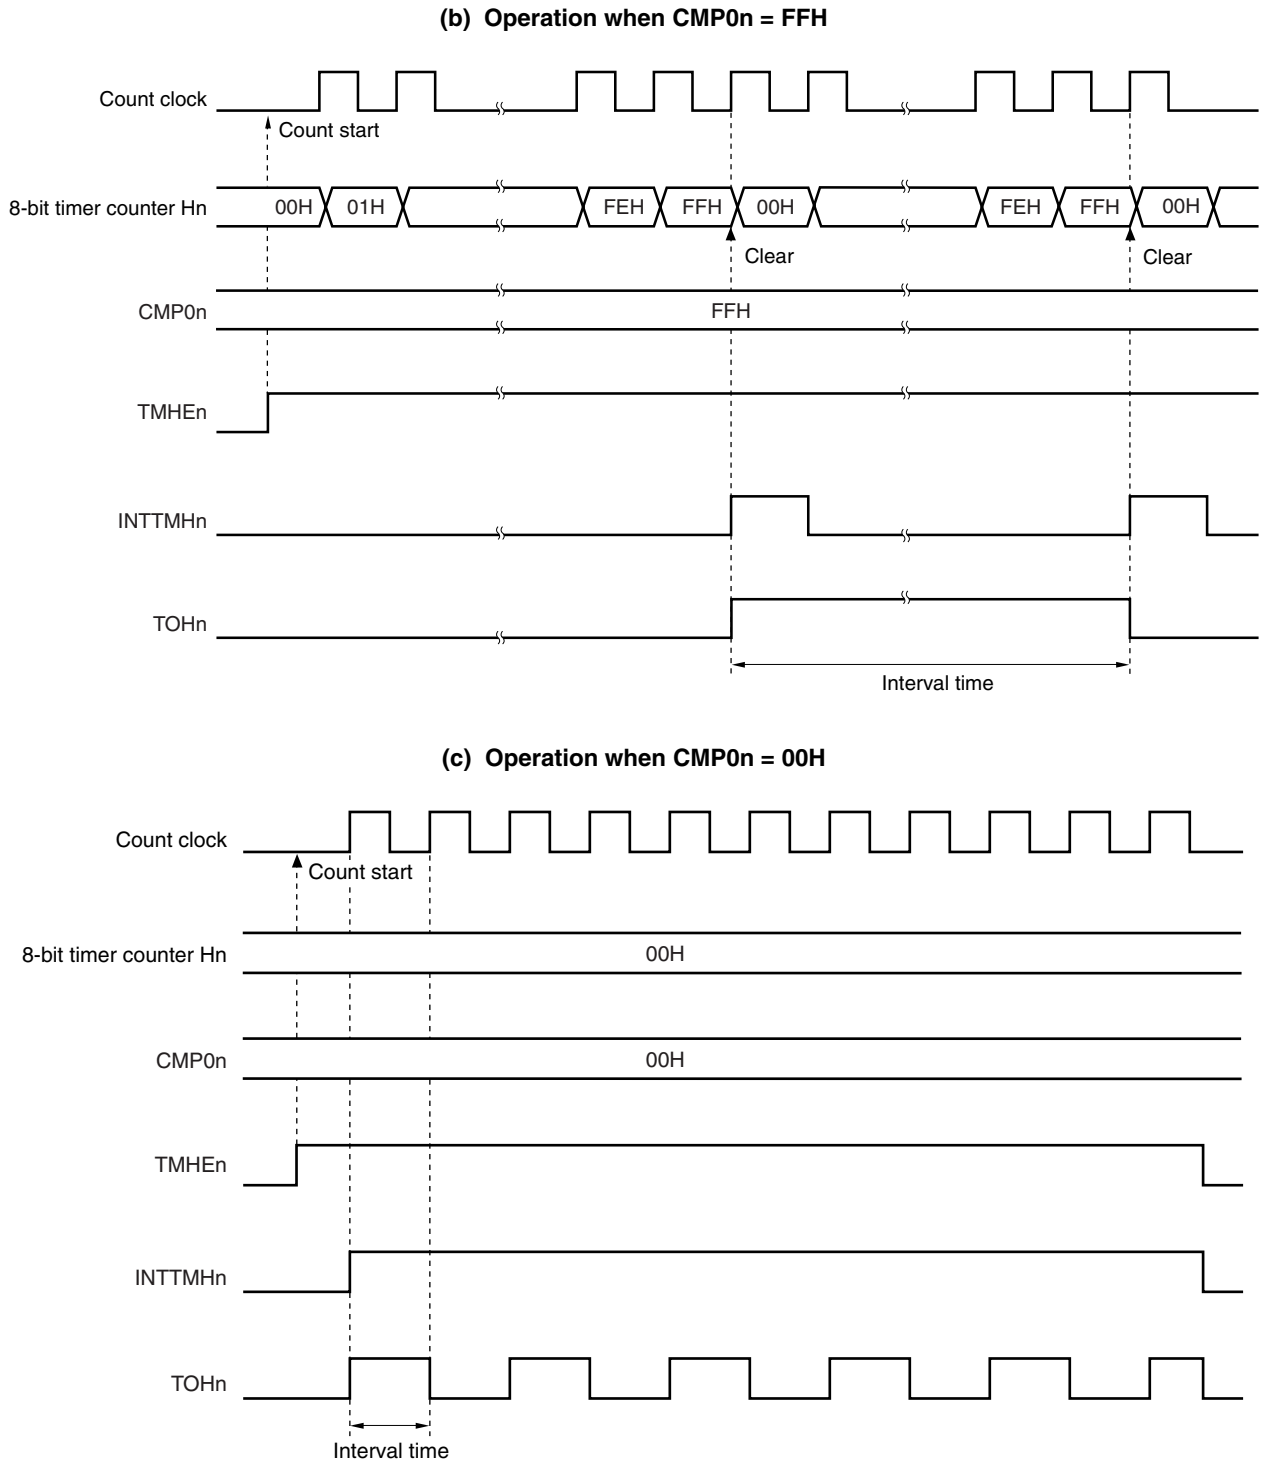 (b) Operation when CMP0n = FFH
Count clock
Count start
8-bit timer counter Hn
00H
01H
FEH
FFH
00H
FEH
FFH
00H
Clear
Clear
CMP0n
FFH
TMHEn
INTTMHn
TOHn
Interval time
(c) Operation when CMP0n = 00H
Count clock
Count start
8-bit timer counter Hn
00H
CMP0n
00H
TMHEn
INTTMHn
TOHn
Interval time